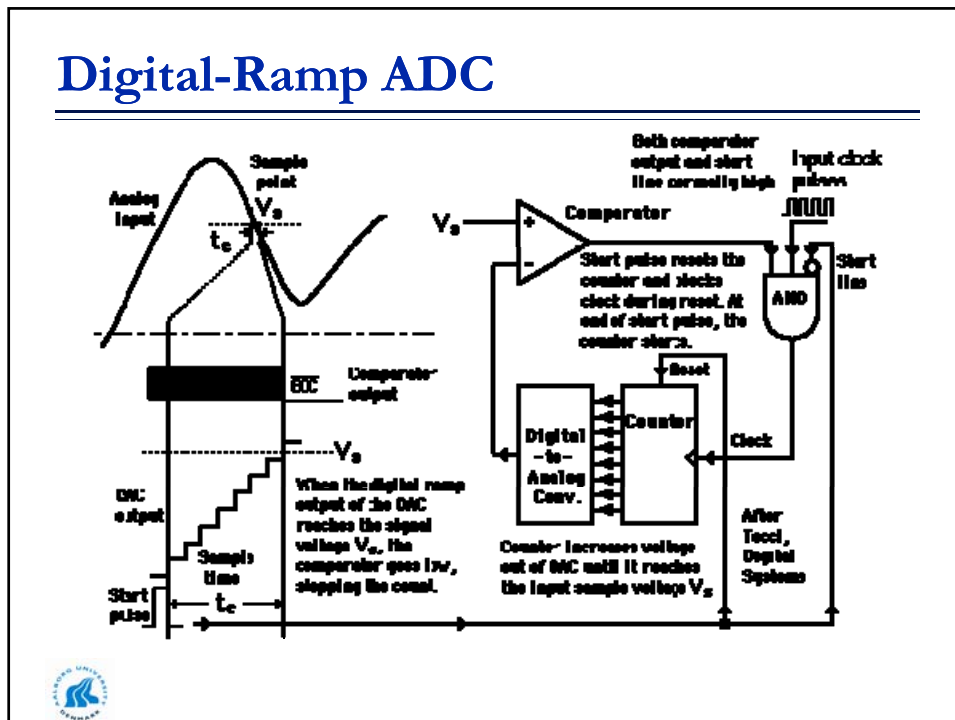 Digital-Ramp ADC
Sample
point
Analog
input
Vs
tc
Both comparator
output and start
line normally high
Input clock
pulses
Vs
+
-
Comparator
Start pulse resets the
counter and blocks
clock during reset. At
end of start pulse, the
counter starts.
AND
Start
line
EOC
Comparator
output
Reset
Digital
-to-
Analog
Conv.
Counter
Clock
Vs
DAC
output
When the digital ramp
output of the DAC
reaches the signal
voltage Vs, the
comparator goes low,
stopping the count.
Sample
time
tc
Start
pulse
Counter increases voltage
out of DAC until it reaches
the input sample voltage Vs
After
Tocci,
Digital
Systems
AALBORG UNIVERSITY
DENMARK